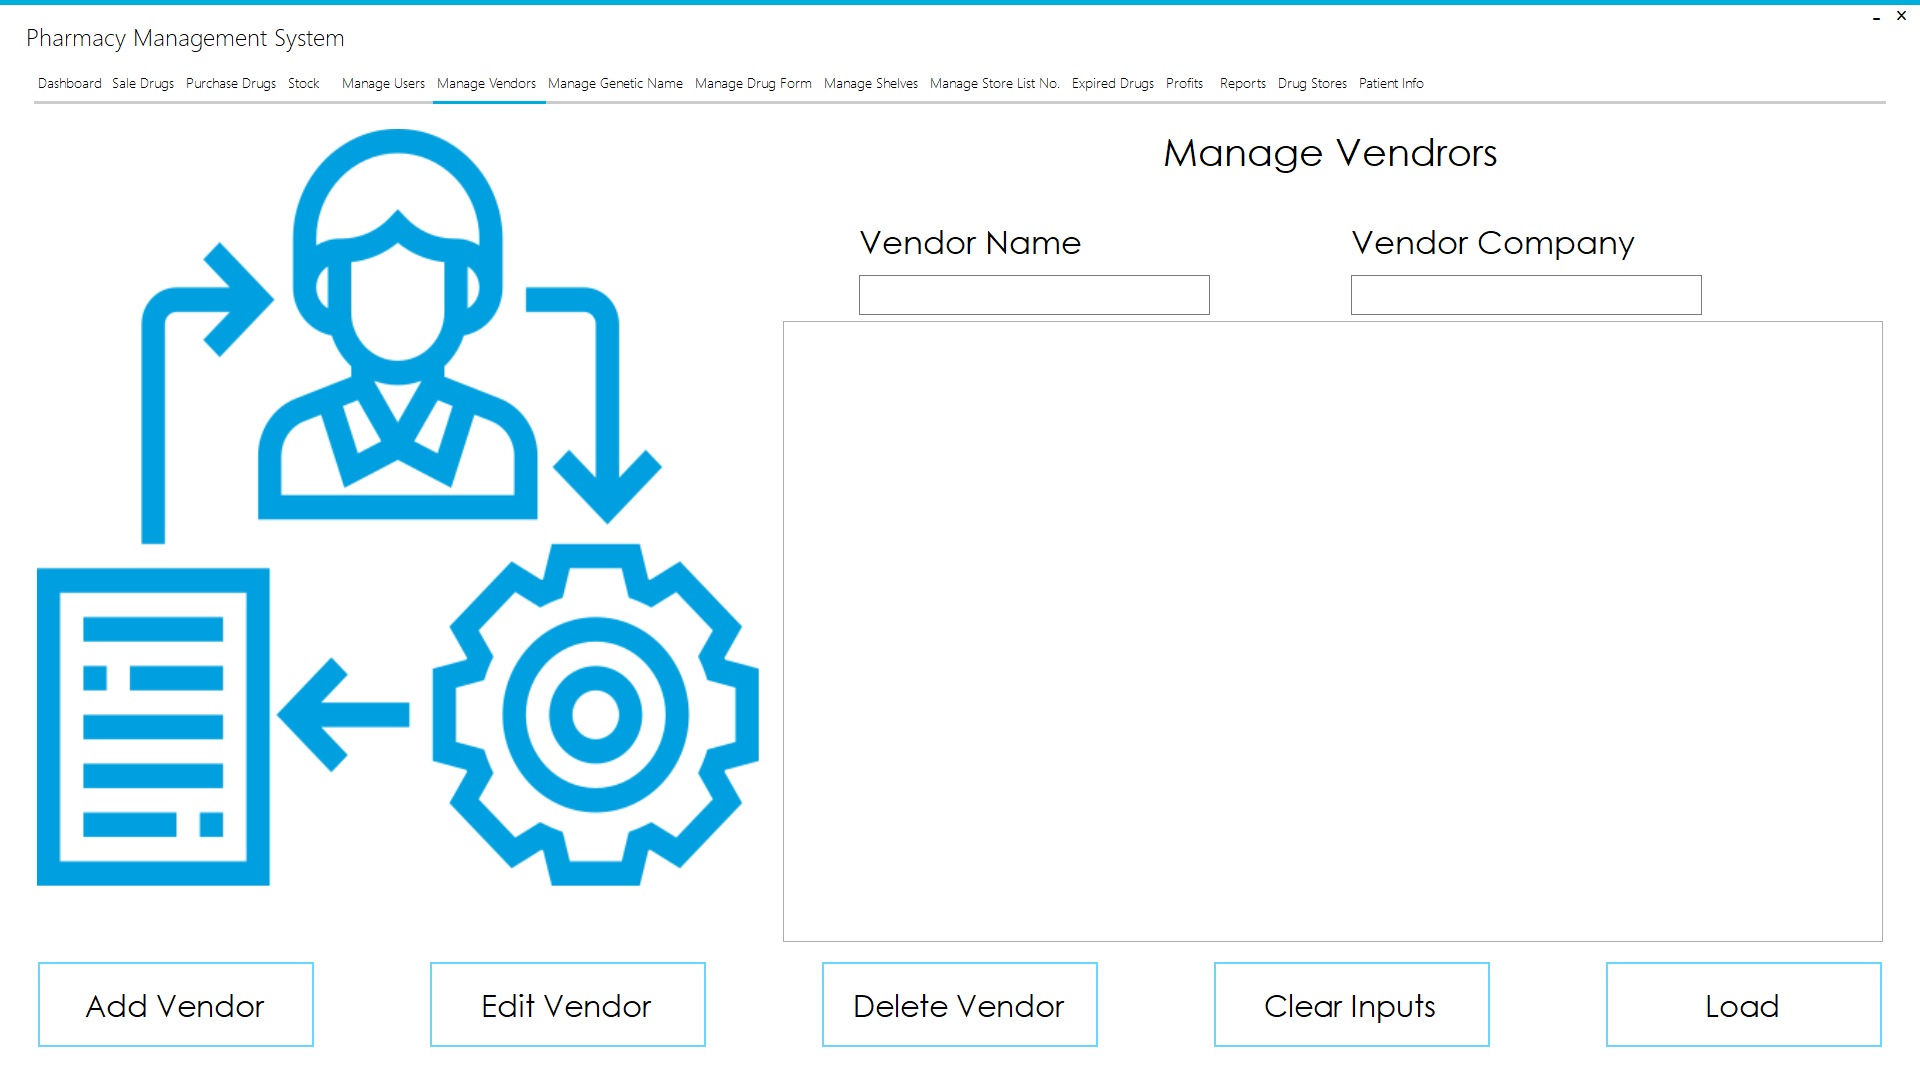 Pharmacy Management System
Dashboard Sale Drugs Purchase Drugs Stock Manage Users Manage Vendors Manage Genetic Name Manage Drug Form Manage Shelves Manage Store List No. Expired Drugs Profits Reports Drug Stores Patient Info
Manage Vendrors
Vendor Name Vendor Company
Add Vendor Edit Vendor Delete Vendor Clear Inputs Load